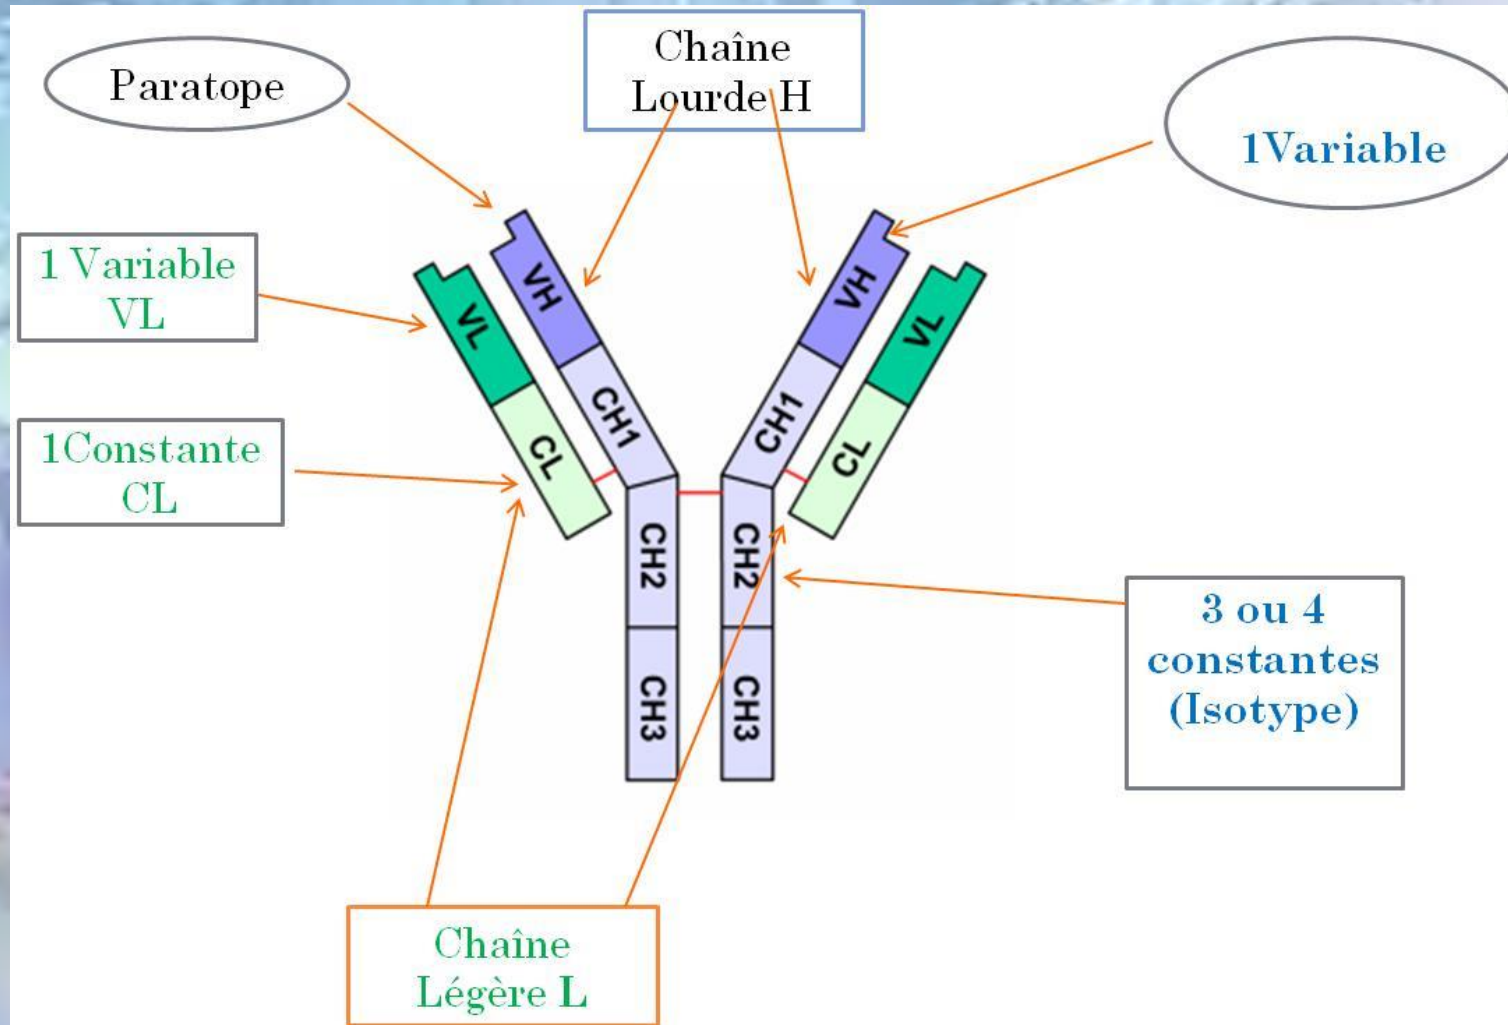 Paratope
Chaîne
Lourde H
1Variable
1 Variable
VL
1Constante
CL
VL
VH
CH1
CL
CH2
CH3
VH
VL
CH1
CL
CH2
CH3
3 ou 4
constantes
(Isotype)
Chaîne
Légère L